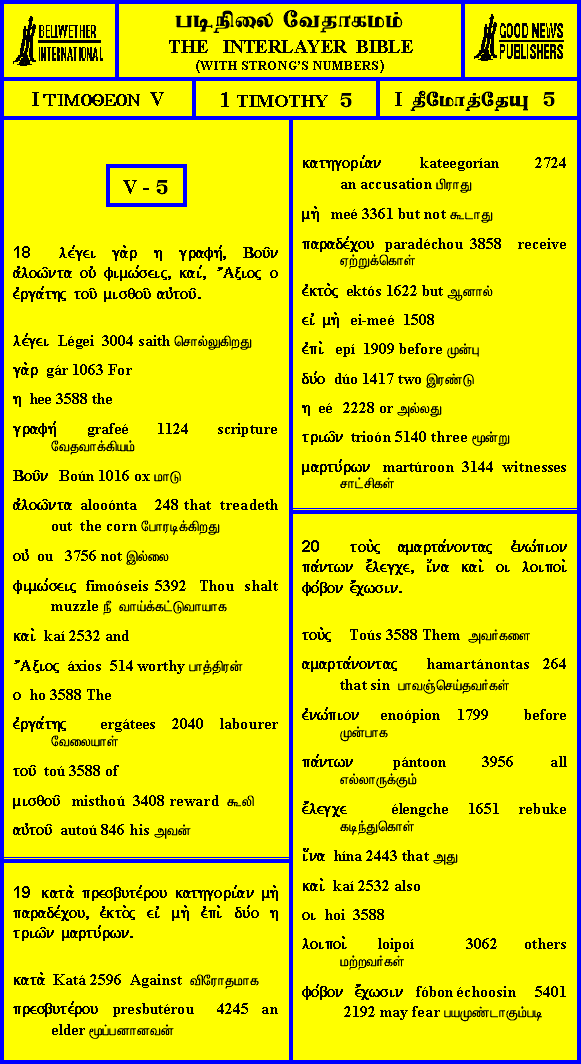 BELLWETHER
INTERNATIONAL
படிநிலை வேதாகமம்
THE INTERLAYER BIBLE
(WITH STRONG'S NUMBERS)
GOOD NEWS
PUBLISHERS
I ΤΙΜΟΘΕΟΝ V
1 TIMOTHY 5
I தீமோத்தேயு 5
V - 5
18 λέγει γὰρ η γραφή, Βοῦν
ἀλοῶντα οὐ φιμώσεις, καί, Ἄξιος ο
ἐργάτης τοῦ μισθοῦ αὐτοῦ.
λέγει Légei 3004 saith சொல்லுகிறது
γὰρ gár 1063 For
η hee 3588 the
γραφή grafeé 1124 scripture
வேதவாக்கியம்
Βοῦν Boún 1016 ox மாடு
ἀλοῶντα alooónta 248 that treadeth
out the corn போரடிக்கிறது
οὐ ou 3756 not இல்லை
φιμώσεις fimoóseis 5392 Thou shalt
muzzle நீ வாய்க்கட்டுவாயாக
καὶ kaí 2532 and
Ἄξιος áxios 514 worthy பாத்திரன்
ο ho 3588 The
ἐργάτης ergátees 2040 labourer
வேலையாள்
τοῦ toú 3588 of
μισθοῦ misthoú 3408 reward கூலி
αὐτοῦ autoú 846 his அவன்
19 κατὰ πρεσβυτέρου κατηγορίαν μὴ
παραδέχου, ἐκτὸς εἰ μὴ ἐπὶ δύο η
τριῶν μαρτύρων.
κατὰ Katá 2596 Against விரோதமாக
πρεσβυτέρου presbutérou 4245 an
elder மூப்பனானவன்
κατηγορίαν kateegorían 2724
an accusation பிராது
μὴ meé 3361 but not கூடாது
παραδέχου paradéchou 3858 receive
ஏற்றுக்கொள்
ἐκτὸς ektós 1622 but ஆனால்
εἰ μὴ ei-meé 1508
ἐπὶ epí 1909 before முன்பு
δύο dúo 1417 two இரண்டு
η eé 2228 or அல்லது
τριῶν trioón 5140 three மூன்று
μαρτύρων martúroon 3144 witnesses
சாட்சிகள்
20 τοὺς αμαρτάνοντας ἐνώπιον
πάντων ἔλεγχε, ἵνα καὶ οι λοιποὶ
φόβον ἔχωσιν.
τοὺς Toús 3588 Them அவர்களை
αμαρτάνοντας hamartánontas 264
that sin பாவஞ்செய்தவர்கள்
ἐνώπιον enoópion 1799 before
முன்பாக
πάντων pántoon 3956 all
எல்லாருக்கும்
ἔλεγχε élengche 1651 rebuke
கடிந்துகொள்
ἵνα hína 2443 that அது
καὶ kaí 2532 also
οι hoi 3588
λοιποὶ loipoí 3062 others
மற்றவர்கள்
φόβον ἔχωσιν fóbon échoosin 5401
2192 may fear பயமுண்டாகும்படி